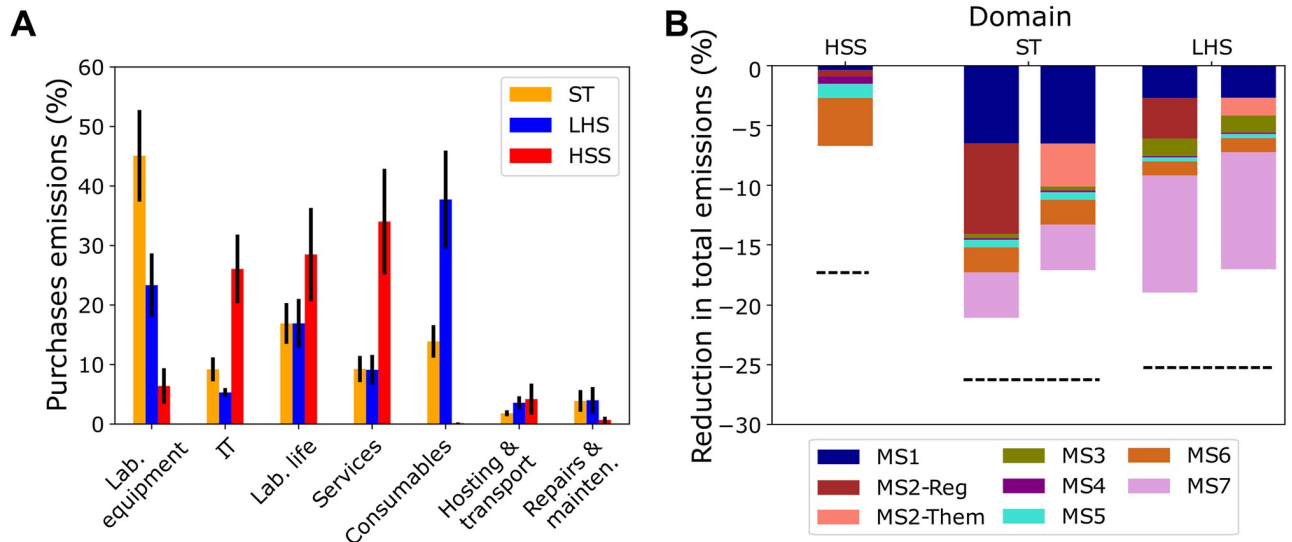 A
Purchases emissions (%)
60
50
40
30
20
10
0
ST
LHS
HSS
Lab.
equipment
IT
Lab. life
Services
Consumables
Hosting &
transport
Repairs &
mainten.
B
Domain
HSS
ST
LHS
Reduction in total emissions (%)
0
−5
−10
−15
−20
−25
−30
MS1
MS2-Reg
MS2-Them
MS3
MS4
MS5
MS6
MS7